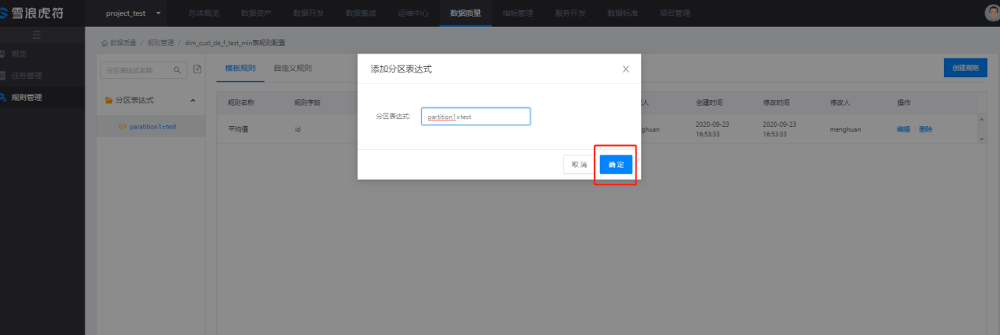 雪浪虎符
project_test
总体概览 数据资产 数据开发 数据集成 运维中心 数据质量 指标管理 服务开发 数据标准 项目管理
数据质量 / 规则管理 / dim_cust_de_f_test_min表规则配置
概览
任务管理
规则管理
分区表达式名称
分区表达式
paratition1=test
模板规则 自定义规则
创建规则
规则名称 规则字段 人 创建时间 修改时间 修改人 操作
平均值 id ghuan 2020-09-23 16:53:33 2020-09-23 16:53:33 menghuan 编辑 删除
添加分区表达式
分区表达式: partition1=test
取消 确定